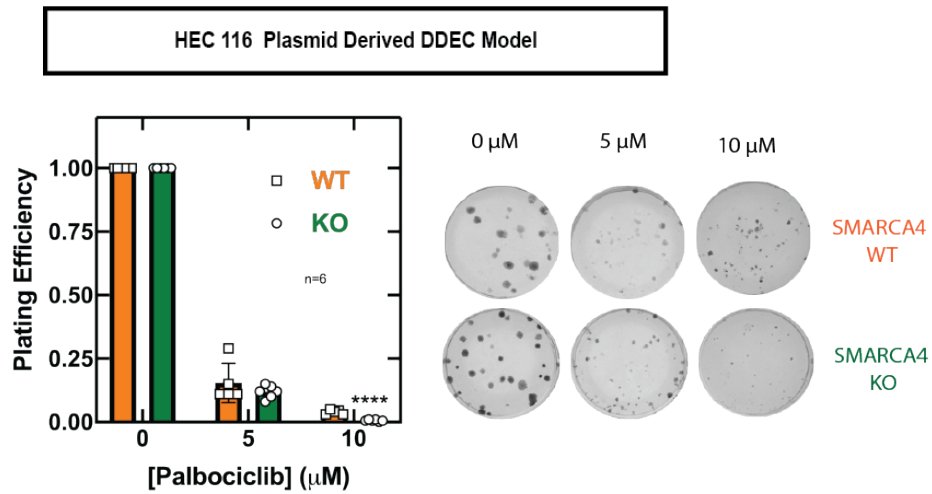 HEC 116 Plasmid Derived DDEC Model
Plating Efficiency
1.00
0.75
0.50
0.25
0.00
WT
KO
n=6
****
0
5
10
[Palbociclib] (μM)
0 μM
5 μM
10 μM
SMARCA4
WT
SMARCA4
KO